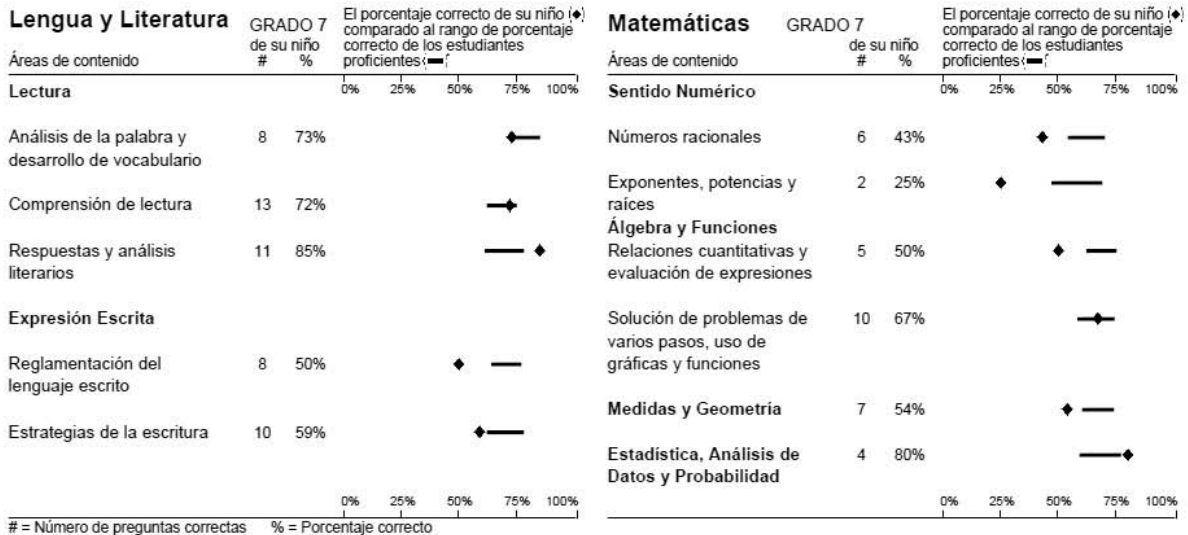 Lengua y Literatura GRADO 7
de su niño
Áreas de contenido # %
El porcentaje correcto de su niño (◆)
comparado al rango de porcentaje
correcto de los estudiantes
proficientes
Lectura 0% 25% 50% 75% 100%
Análisis de la palabra y 8 73%
desarrollo de vocabulario
Comprensión de lectura 13 72%
Respuestas y análisis 11 85%
literarios
Expresión Escrita
Reglamentación del 8 50%
lenguaje escrito
Estrategias de la escritura 10 59%
0% 25% 50% 75% 100%
# = Número de preguntas correctas % = Porcentaje correcto
Matemáticas GRADO 7
de su niño
Áreas de contenido # %
El porcentaje correcto de su niño (◆)
comparado al rango de porcentaje
correcto de los estudiantes
proficientes
Sentido Numérico 0% 25% 50% 75% 100%
Números racionales 6 43%
Exponentes, potencias y 2 25%
raíces
Álgebra y Funciones
Relaciones cuantitativas y 5 50%
evaluación de expresiones
Solución de problemas de 10 67%
varios pasos, uso de
gráficas y funciones
Medidas y Geometría 7 54%
Estadística, Análisis de 4 80%
Datos y Probabilidad
0% 25% 50% 75% 100%